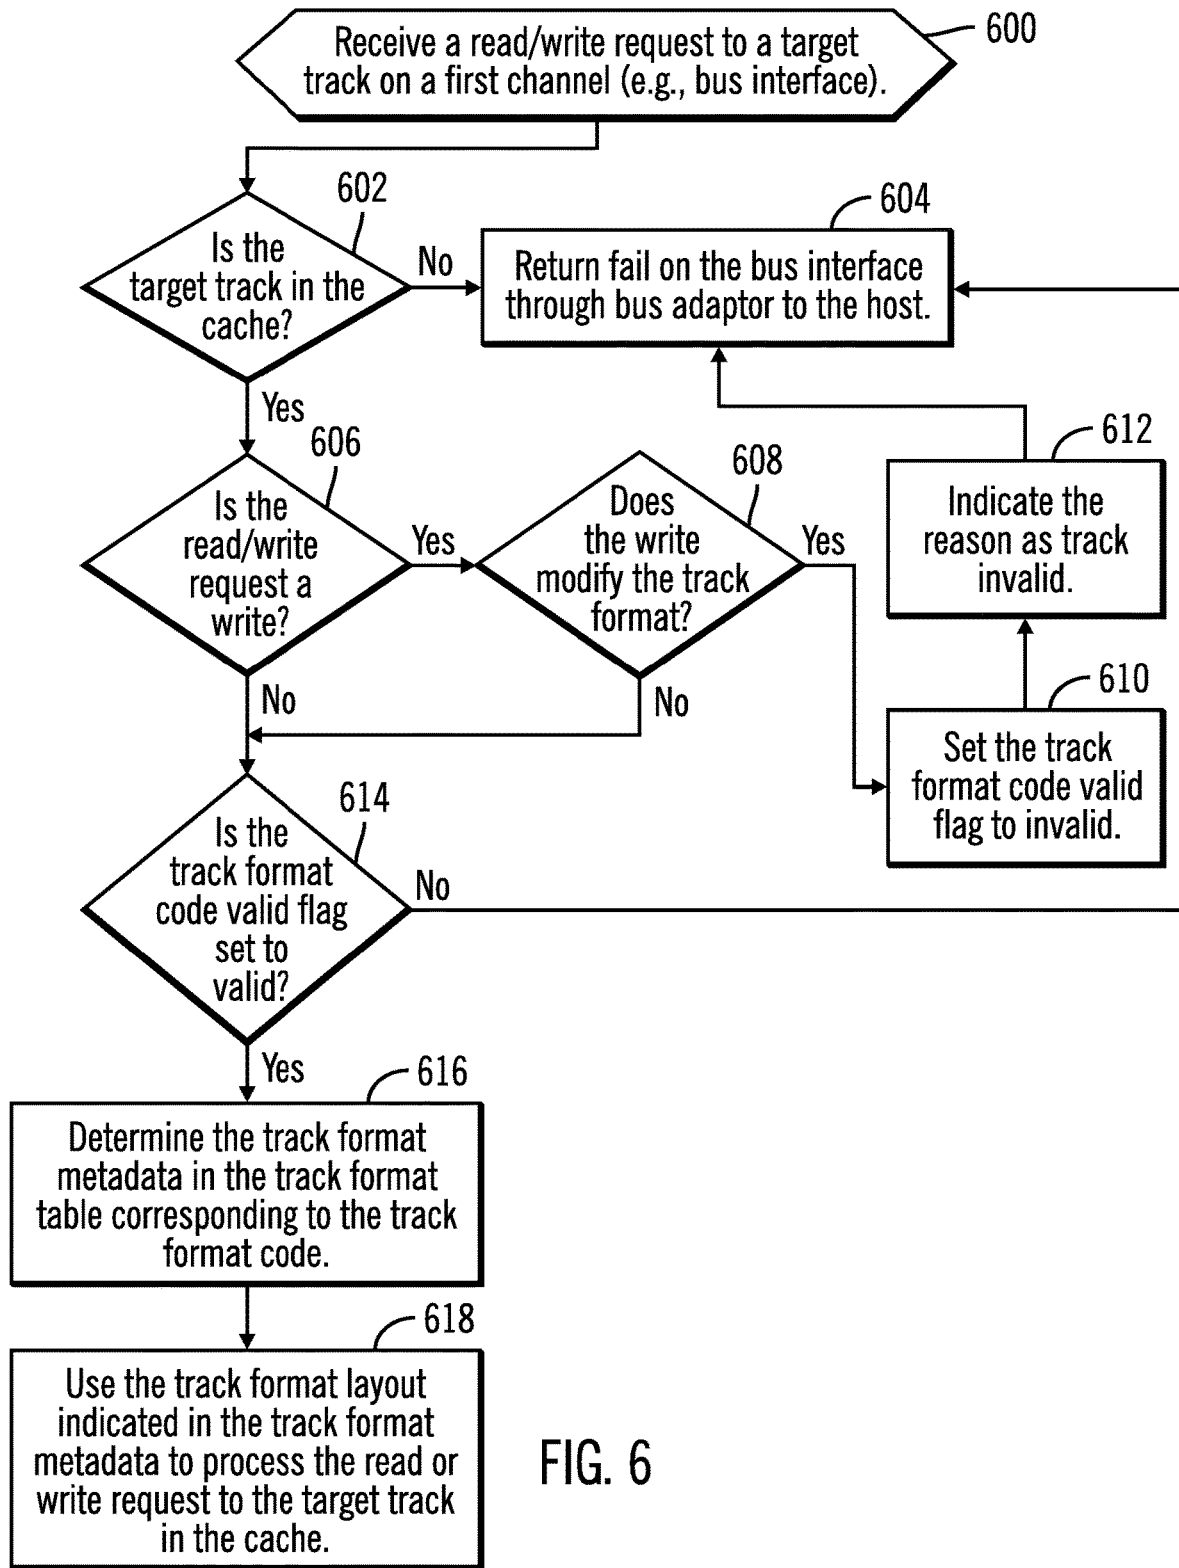 Receive a read/write request to a target
track on a first channel (e.g., bus interface).
600
602
Is the
target track in the
cache?
No
Yes
604
Return fail on the bus interface
through bus adaptor to the host.
606
Is the
read/write
request a
write?
Yes
No
608
Does
the write
modify the track
format?
Yes
No
612
Indicate the
reason as track
invalid.
610
Set the track
format code valid
flag to invalid.
614
Is the
track format
code valid flag
set to
valid?
No
Yes
616
Determine the track format
metadata in the track format
table corresponding to the track
format code.
618
Use the track format layout
indicated in the track format
metadata to process the read or
write request to the target track
in the cache.
FIG. 6